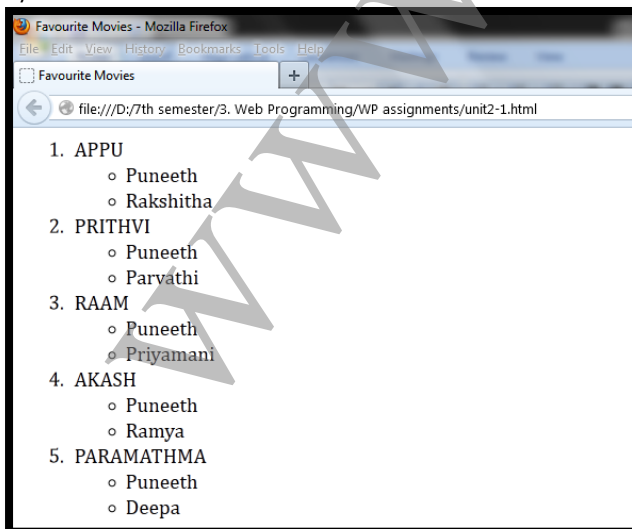 Favourite Movies - Mozilla Firefox
File Edit View History Bookmarks Tools Help
Favourite Movies +
file:///D:/7th semester/3. Web Programming/WP assignments/unit2-1.html
1. APPU
Puneeth
Rakshitha
2. PRITHVI
Puneeth
Parvathi
3. RAAM
Puneeth
Priyamani
4. AKASH
Puneeth
Ramya
5. PARAMATHMA
Puneeth
Deepa
WWW